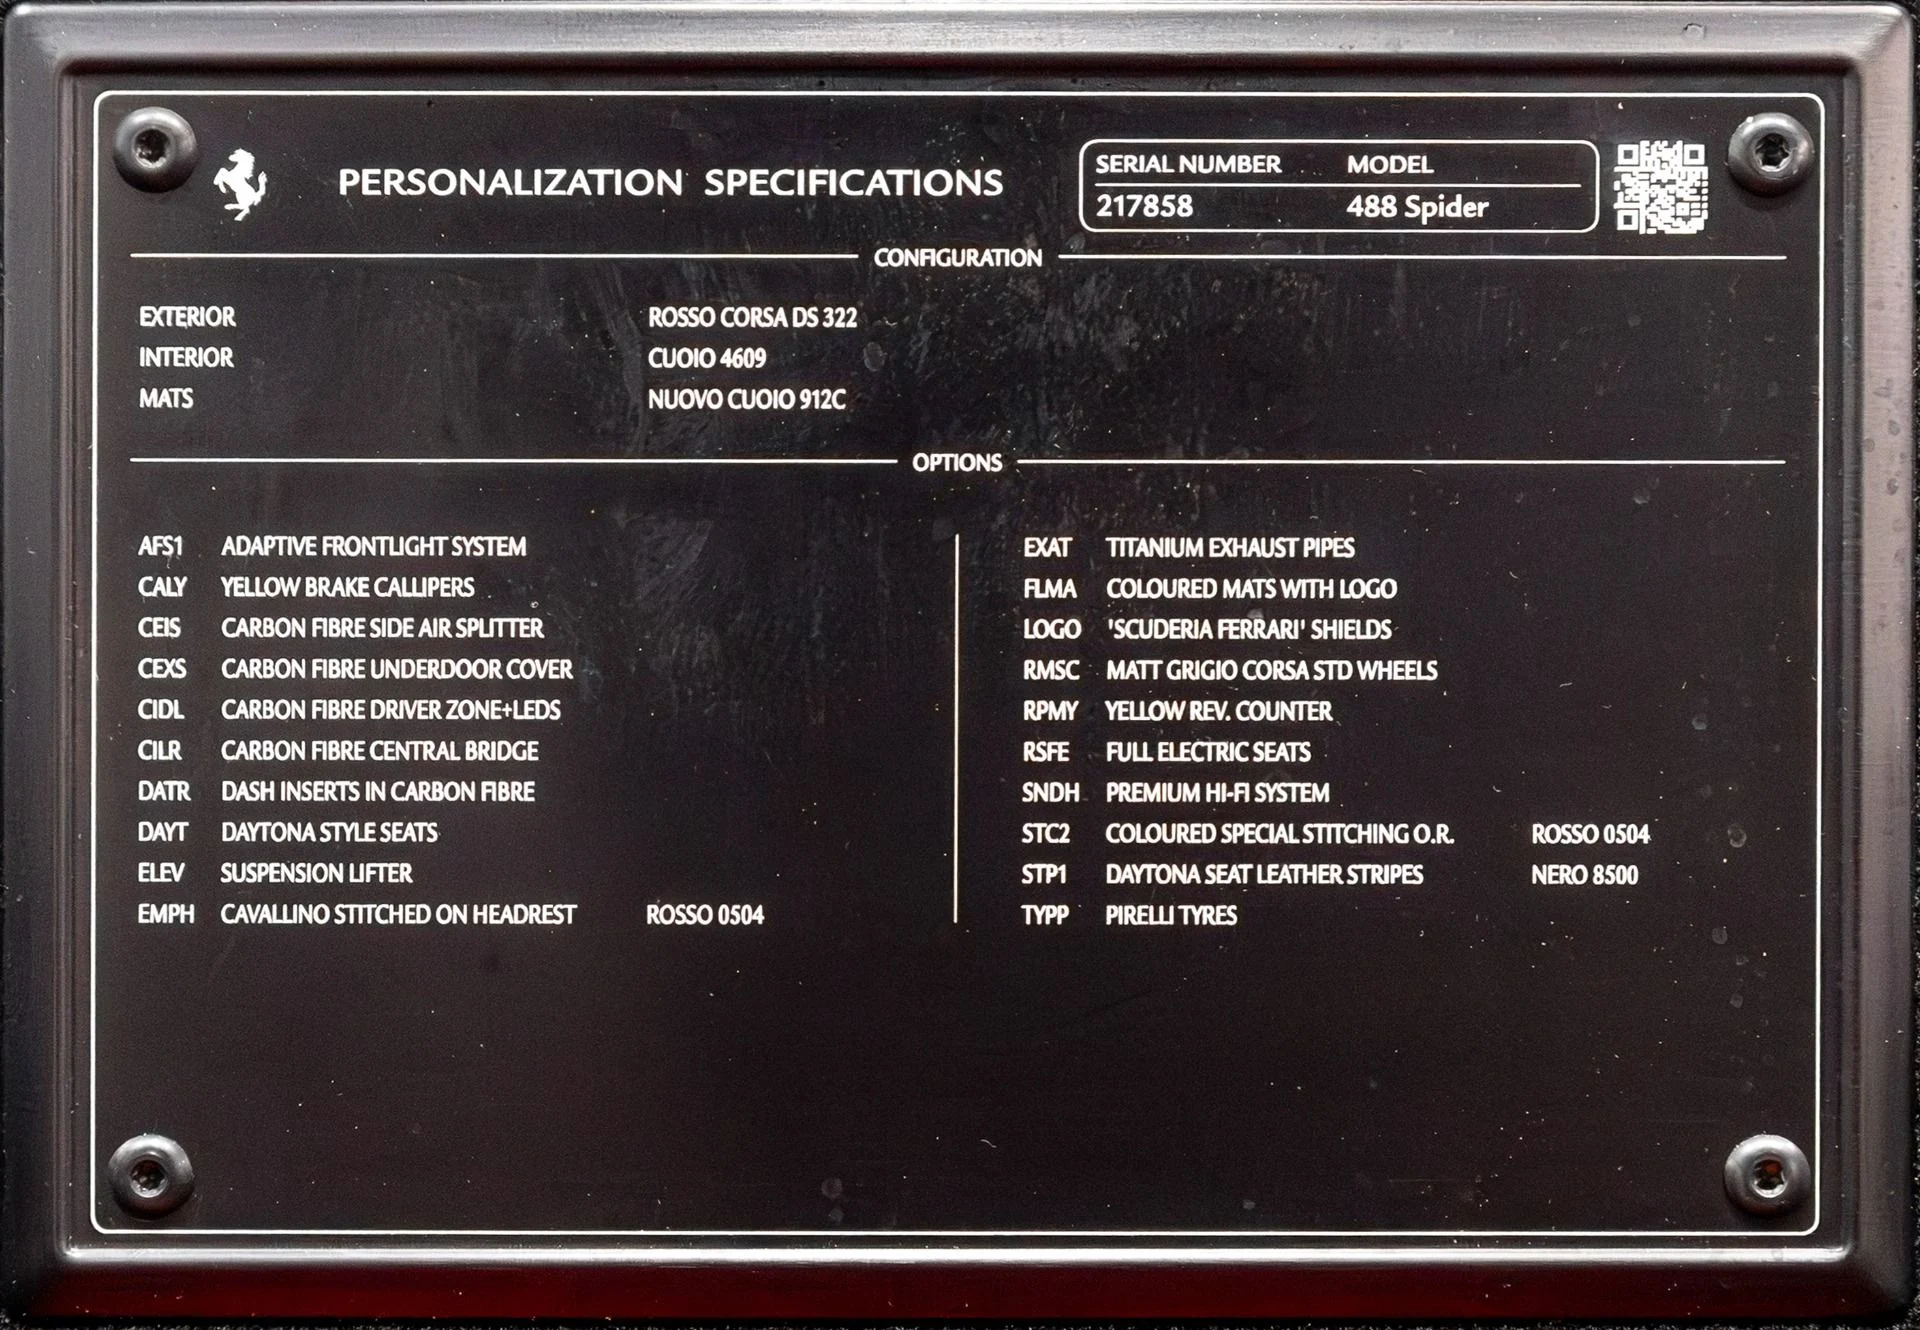 PERSONALIZATION SPECIFICATIONS
SERIAL NUMBER MODEL
217858 488 Spider
CONFIGURATION
EXTERIOR ROSSO CORSA DS 322
INTERIOR CUOIO 4609
MATS NUOVO CUOIO 912C
OPTIONS
AFS1 ADAPTIVE FRONTLIGHT SYSTEM
CALY YELLOW BRAKE CALLIPERS
CEIS CARBON FIBRE SIDE AIR SPLITTER
CEXS CARBON FIBRE UNDERDOOR COVER
CIDL CARBON FIBRE DRIVER ZONE+LEDS
CILR CARBON FIBRE CENTRAL BRIDGE
DATR DASH INSERTS IN CARBON FIBRE
DAYT DAYTONA STYLE SEATS
ELEV SUSPENSION LIFTER
EMPH CAVALLINO STITCHED ON HEADREST ROSSO 0504
EXAT TITANIUM EXHAUST PIPES
FLMA COLOURED MATS WITH LOGO
LOGO 'SCUDERIA FERRARI' SHIELDS
RMSC MATT GRIGIO CORSA STD WHEELS
RPMY YELLOW REV. COUNTER
RSFE FULL ELECTRIC SEATS
SNDH PREMIUM HI-FI SYSTEM
STC2 COLOURED SPECIAL STITCHING O.R. ROSSO 0504
STP1 DAYTONA SEAT LEATHER STRIPES NERO 8500
TYPP PIRELLI TYRES